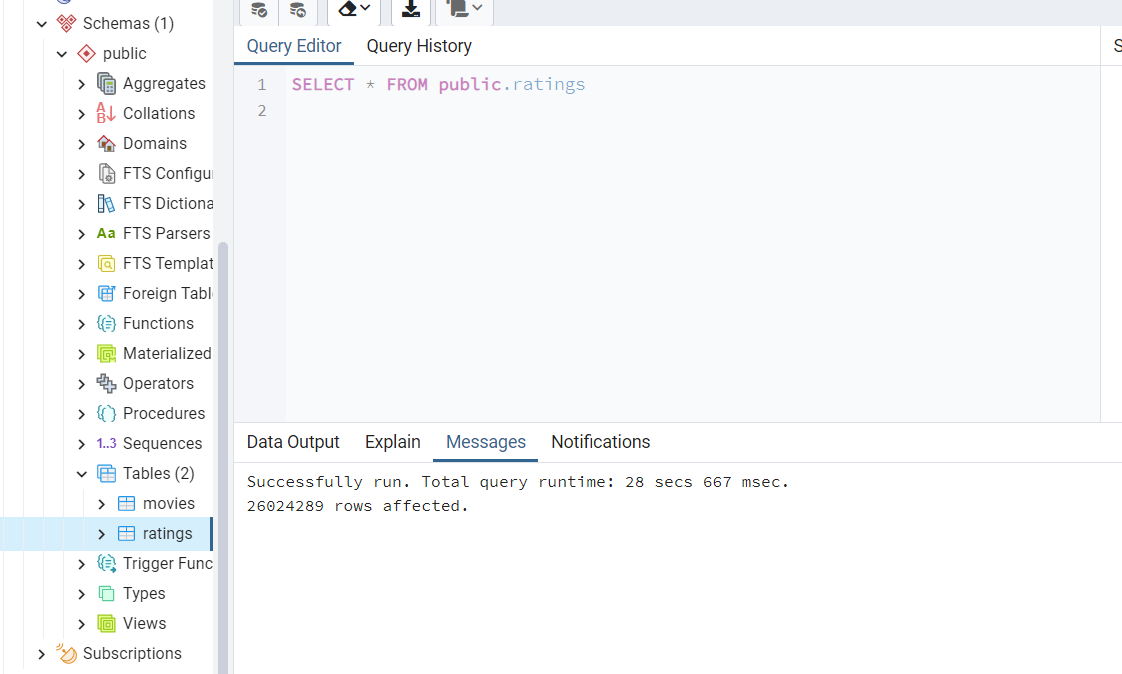 Schemas (1)
public
Aggregates
Collations
Domains
FTS Configu
FTS Dictiona
Aa FTS Parsers
FTS Templat
Foreign Tabl
Functions
Materialized
Operators
Procedures
1..3 Sequences
Tables (2)
movies
ratings
Trigger Func
Types
Views
Subscriptions
Query Editor Query History S
1 SELECT * FROM public.ratings
2
Data Output Explain Messages Notifications
Successfully run. Total query runtime: 28 secs 667 msec.
26024289 rows affected.